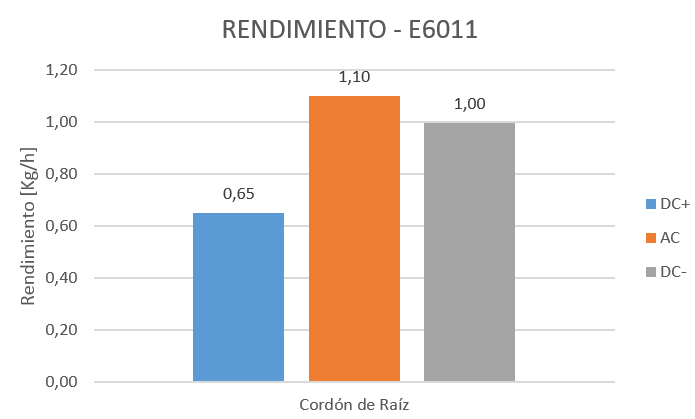 RENDIMIENTO - E6011
Rendimiento [Kg/h]
1,20
1,00
0,80
0,60
0,40
0,20
0,00
0,65
1,10
1,00
Cordón de Raíz
DC+
AC
DC-